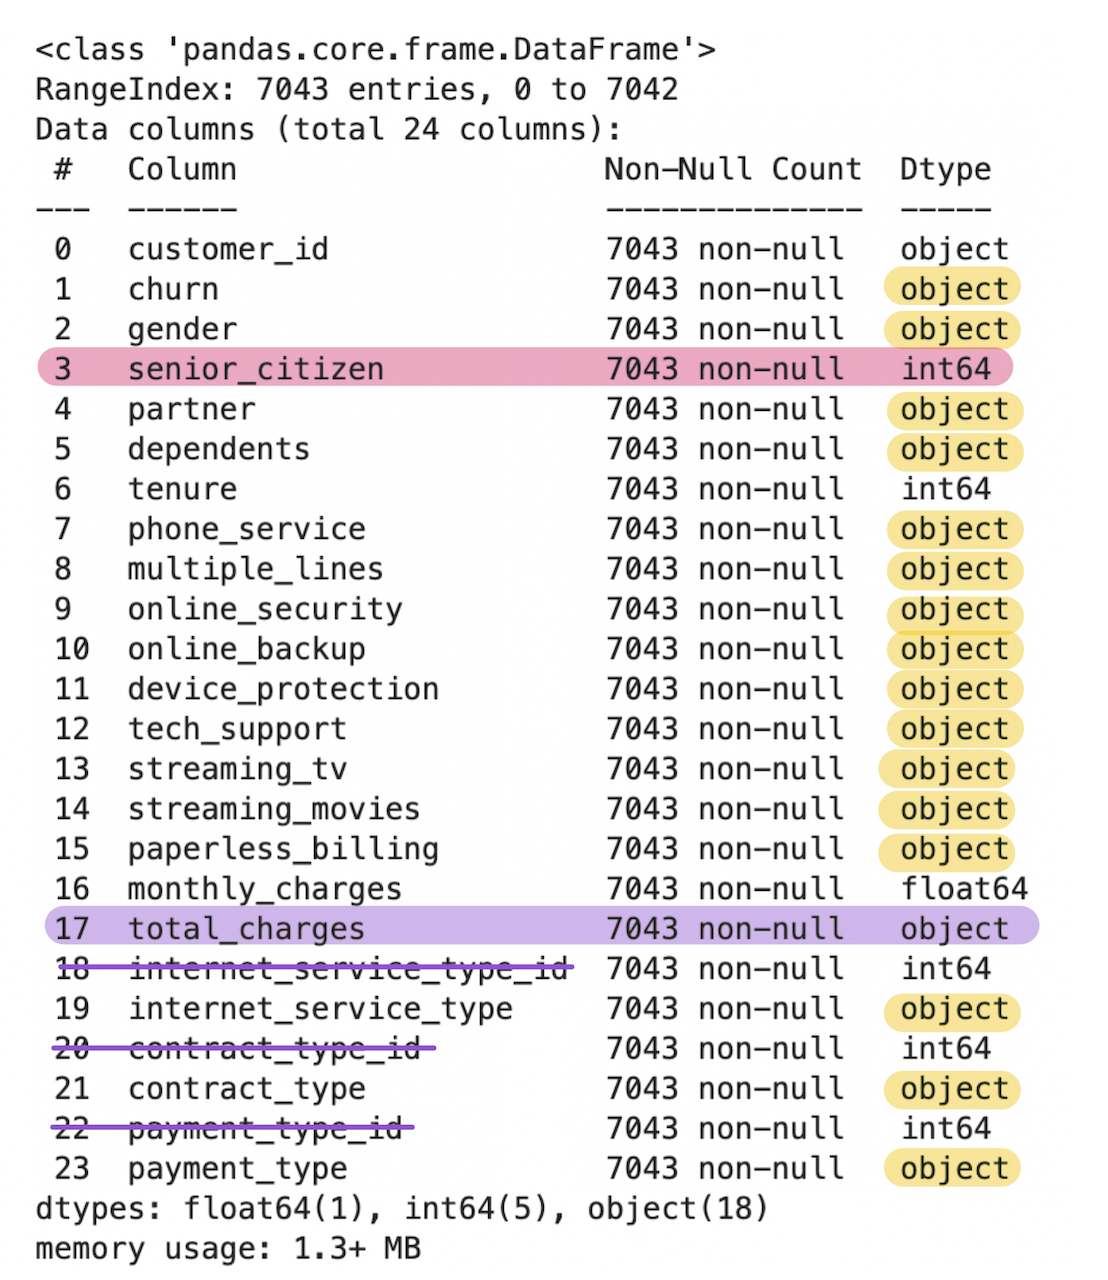 <class 'pandas.core.frame.DataFrame'>
RangeIndex: 7043 entries, 0 to 7042
Data columns (total 24 columns):
 #   Column                    Non-Null Count  Dtype
---  ------                    --------------  -----
 0   customer_id               7043 non-null   object
 1   churn                     7043 non-null   object
 2   gender                    7043 non-null   object
 3   senior_citizen            7043 non-null   int64
 4   partner                   7043 non-null   object
 5   dependents                7043 non-null   object
 6   tenure                    7043 non-null   int64
 7   phone_service             7043 non-null   object
 8   multiple_lines            7043 non-null   object
 9   online_security           7043 non-null   object
 10  online_backup             7043 non-null   object
 11  device_protection         7043 non-null   object
 12  tech_support              7043 non-null   object
 13  streaming_tv              7043 non-null   object
 14  streaming_movies          7043 non-null   object
 15  paperless_billing         7043 non-null   object
 16  monthly_charges           7043 non-null   float64
 17  total_charges             7043 non-null   object
 18  internet_service_type_id  7043 non-null   int64
 19  internet_service_type     7043 non-null   object
 20  contract_type_id          7043 non-null   int64
 21  contract_type             7043 non-null   object
 22  payment_type_id           7043 non-null   int64
 23  payment_type              7043 non-null   object
dtypes: float64(1), int64(5), object(18)
memory usage: 1.3+ MB